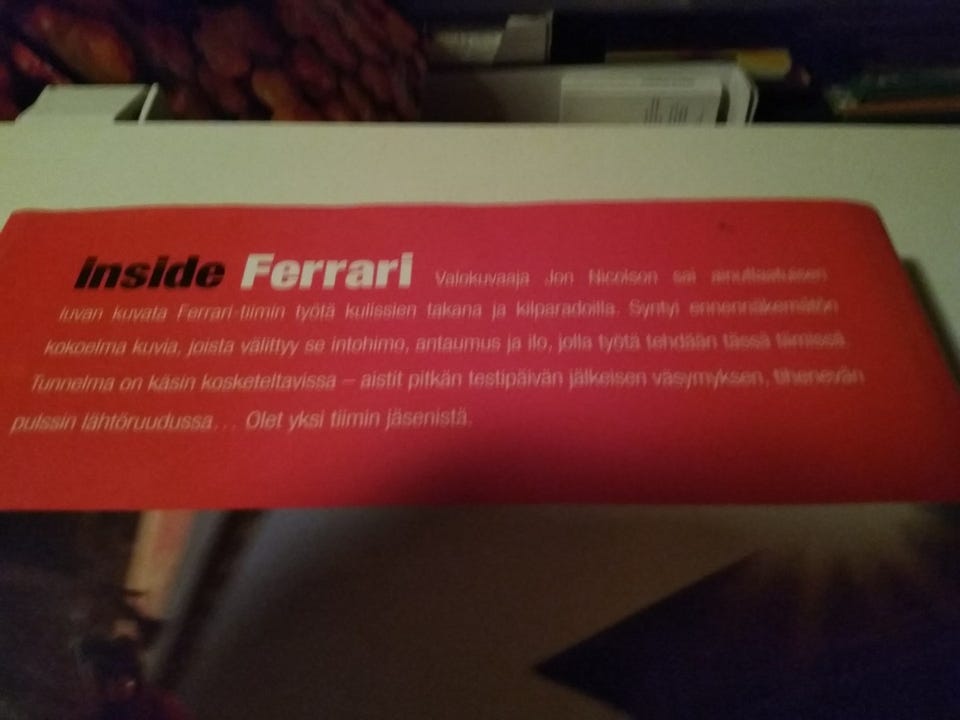 inside Ferrari Valokuvaaja Jon Nicolson sai ainutlaatuisen
luvan kuvata Ferrari-tiimin työtä kulissien takana ja kilparadoilla. Syntyi ennennäkemätön
kokoelma kuvia, joista välittyy se intohimo, antaumus ja ilo, jolla työtä tehdään tässä tiimissä.
Tunnelma on käsin kosketeltavissa – aistit pitkän testipäivän jälkeisen väsymyksen, tihenevän
pulssin lähtöruudussa... Olet yksi tiimin jäsenistä.